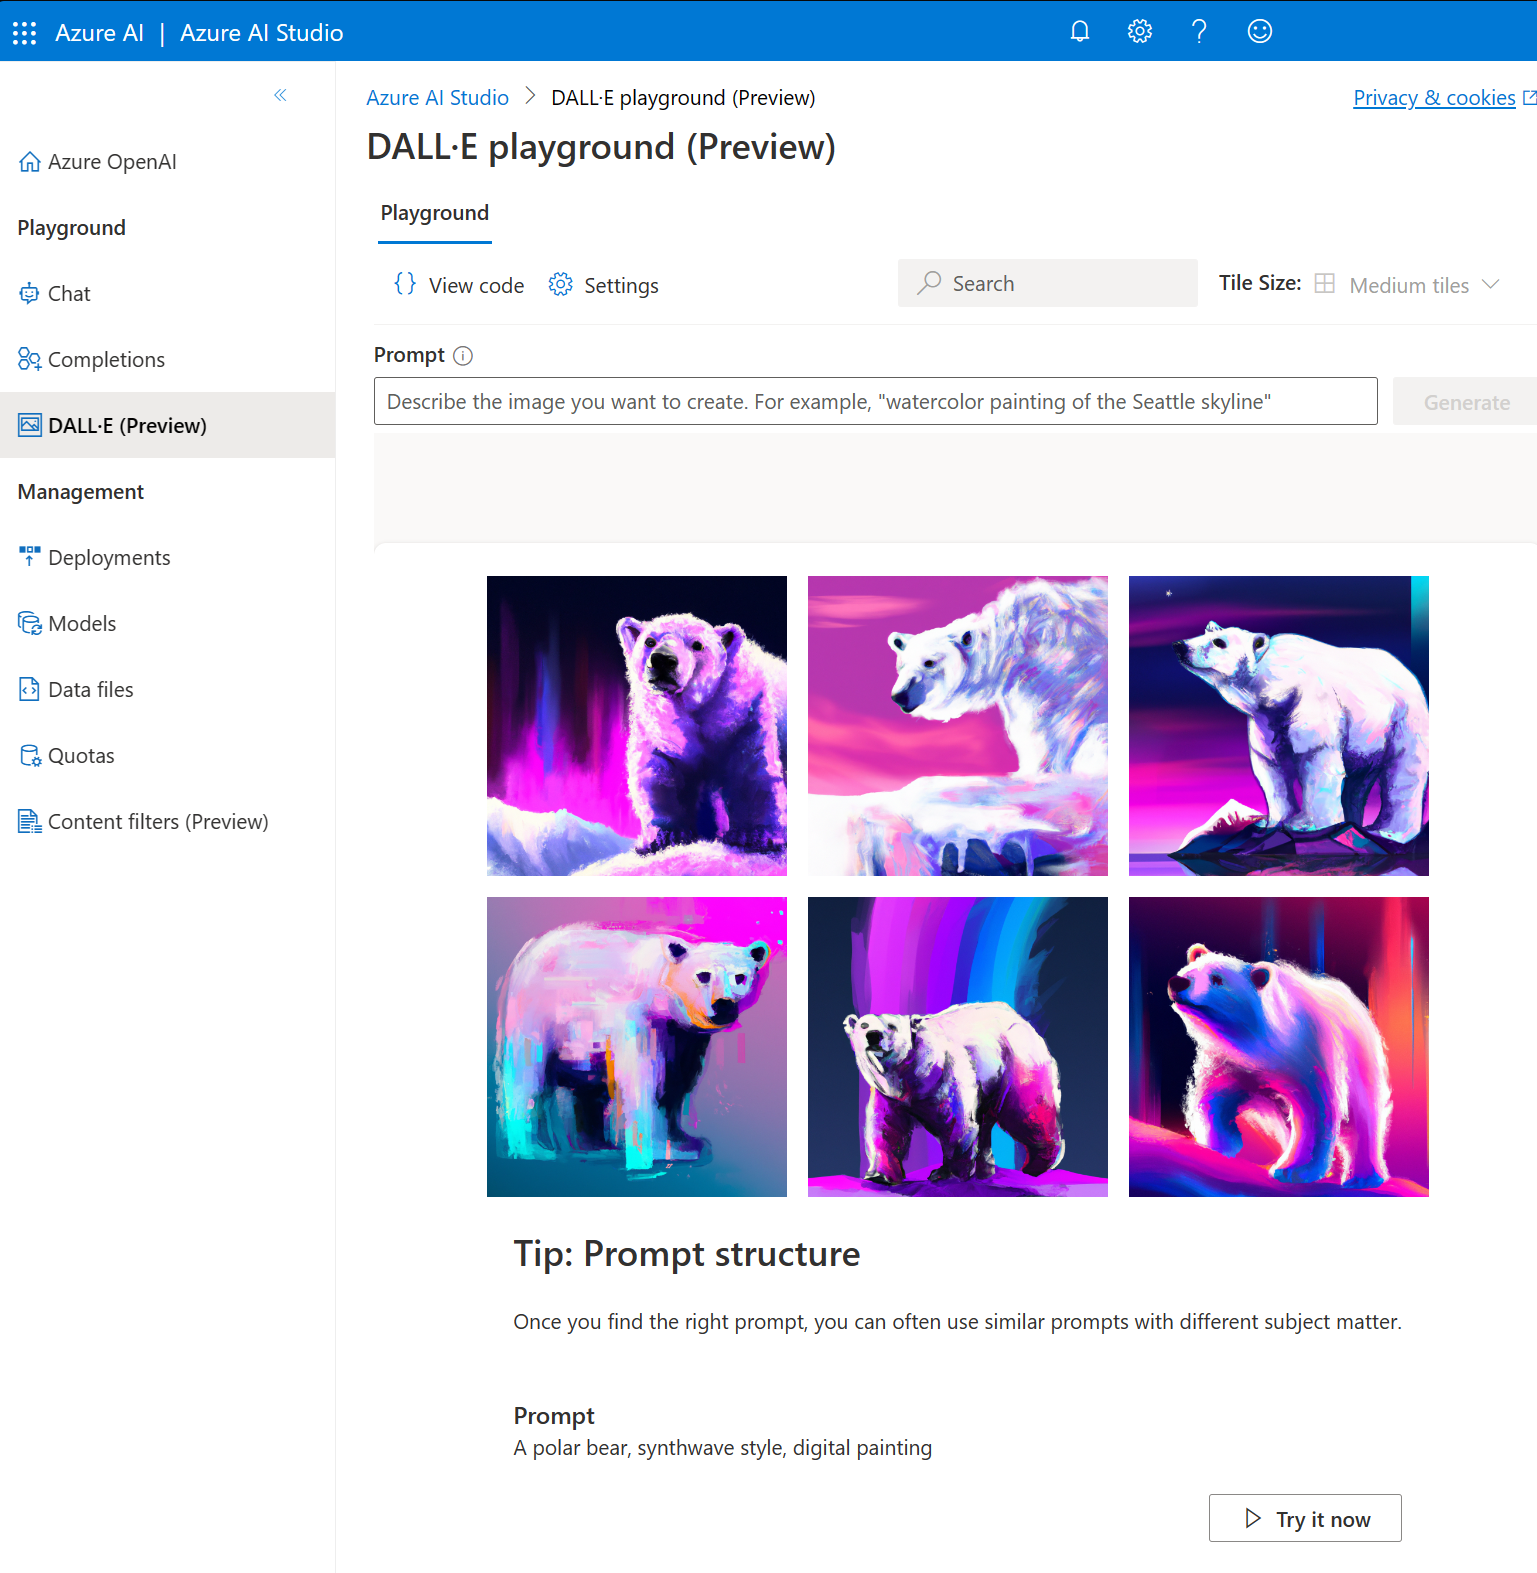 Azure AI | Azure AI Studio
Azure AI Studio > DALL·E playground (Preview)
Privacy & cookies
DALL·E playground (Preview)
Azure OpenAI
Playground
Chat
Completions
DALL·E (Preview)
Management
Deployments
Models
Data files
Quotas
Content filters (Preview)
Playground
{} View code
Settings
Search
Tile Size:
Medium tiles
Prompt
Describe the image you want to create. For example, "watercolor painting of the Seattle skyline"
Generate
Tip: Prompt structure
Once you find the right prompt, you can often use similar prompts with different subject matter.
Prompt
A polar bear, synthwave style, digital painting
Try it now